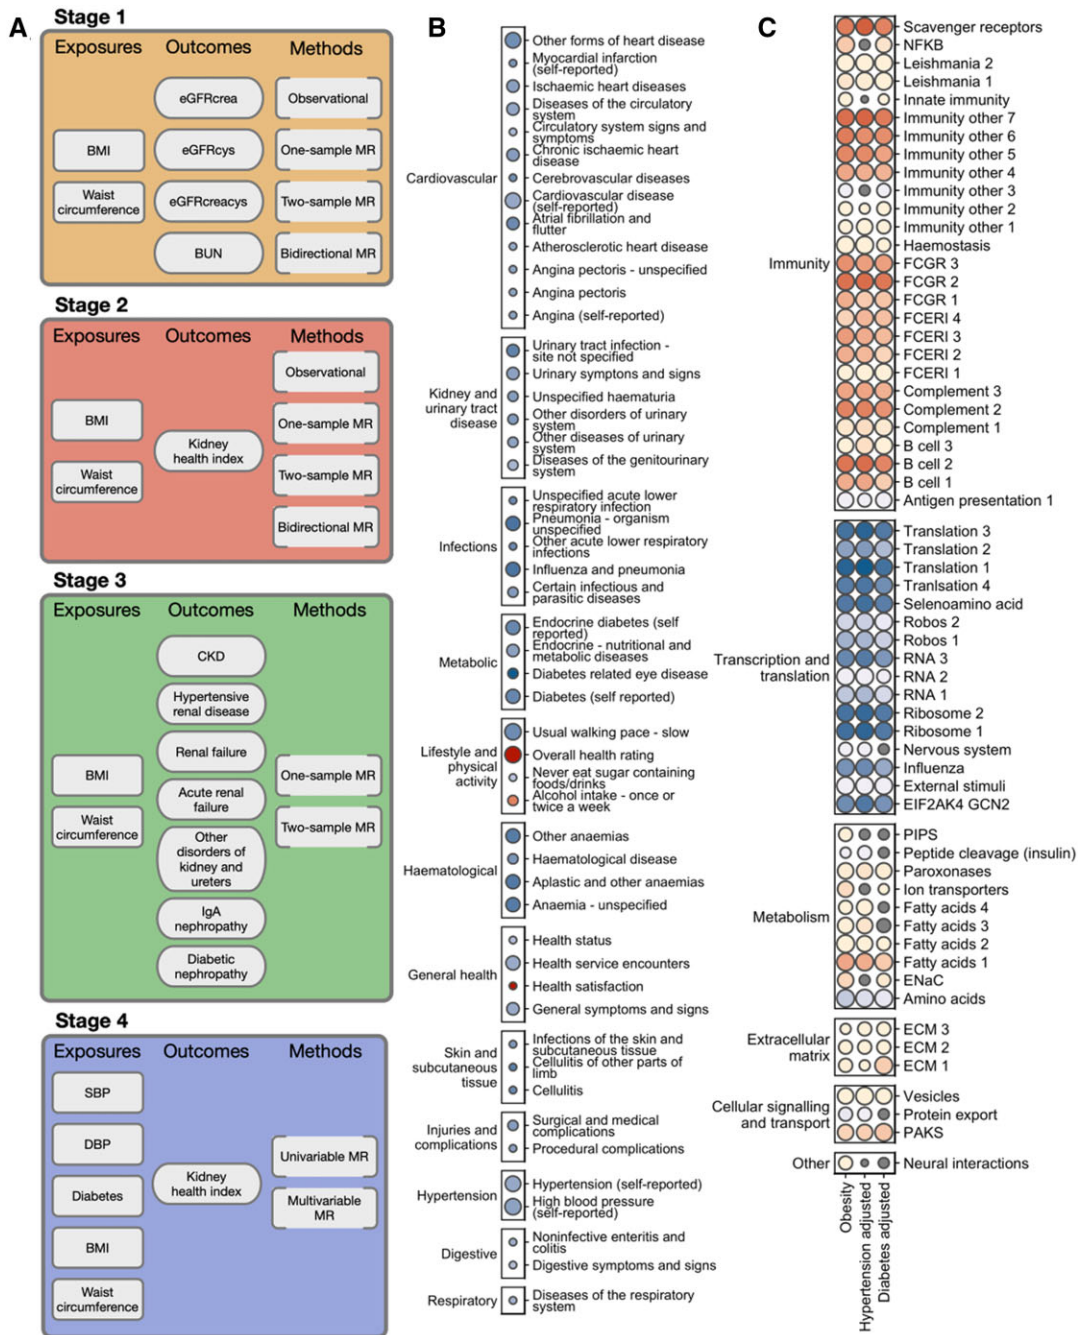 A
Stage 1
Exposures Outcomes Methods
eGFRcrea
Observational
BMI
eGFRcys
One-sample MR
Waist
circumference
eGFRcreacys
Two-sample MR
BUN
Bidirectional MR
Stage 2
Exposures Outcomes Methods
Observational
BMI
One-sample MR
Kidney
health index
Waist
circumference
Two-sample MR
Bidirectional MR
Stage 3
Exposures Outcomes Methods
CKD
Hypertensive
renal disease
Renal failure
BMI
One-sample MR
Acute renal
failure
Waist
circumference
Two-sample MR
Other
disorders of
kidney and
ureters
IgA
nephropathy
Diabetic
nephropathy
Stage 4
Exposures Outcomes Methods
SBP
DBP
Univariable MR
Diabetes
Kidney
health index
Multivariable
MR
BMI
Waist
circumference
B
Cardiovascular
Other forms of heart disease
Myocardial infarction
(self-reported)
Ischaemic heart diseases
Diseases of the circulatory
system
Circulatory system signs and
symptoms
Chronic ischaemic heart
disease
Cerebrovascular diseases
Cardiovascular disease
(self-reported)
Atrial fibrillation and
flutter
Atherosclerotic heart disease
Angina pectoris - unspecified
Angina pectoris
Angina (self-reported)
Kidney and
urinary tract
disease
Urinary tract infection -
site not specified
Urinary symptons and signs
Unspecified haematuria
Other disorders of urinary
system
Other diseases of urinary
system
Diseases of the genitourinary
system
Infections
Unspecified acute lower
respiratory infection
Pneumonia - organism
unspecified
Other acute lower respiratory
infections
Influenza and pneumonia
Certain infectious and
parasitic diseases
Metabolic
Endocrine diabetes (self
reported)
Endocrine - nutritional and
metabolic diseases
Diabetes related eye disease
Diabetes (self reported)
Lifestyle and
physical
activity
Usual walking pace - slow
Overall health rating
Never eat sugar containing
foods/drinks
Alcohol intake - once or
twice a week
Haematological
Other anaemias
Haematological disease
Aplastic and other anaemias
Anaemia - unspecified
General health
Health status
Health service encounters
Health satisfaction
General symptoms and signs
Skin and
subcutaneous
tissue
Infections of the skin and
subcutaneous tissue
Cellulitis of other parts of
limb
Cellulitis
Injuries and
complications
Surgical and medical
complications
Procedural complications
Hypertension
Hypertension (self-reported)
High blood pressure
(self-reported)
Digestive
Noninfective enteritis and
colitis
Digestive symptoms and signs
Respiratory
Diseases of the respiratory
system
C
Immunity
Scavenger receptors
NFKB
Leishmania 2
Leishmania 1
Innate immunity
Immunity other 7
Immunity other 6
Immunity other 5
Immunity other 4
Immunity other 3
Immunity other 2
Immunity other 1
Haemostasis
FCGR 3
FCGR 2
FCGR 1
FCERI 4
FCERI 3
FCERI 2
FCERI 1
Complement 3
Complement 2
Complement 1
B cell 3
B cell 2
B cell 1
Antigen presentation 1
Transcription and
translation
Translation 3
Translation 2
Translation 1
Tranlsation 4
Selenoamino acid
Robos 2
Robos 1
RNA 3
RNA 2
RNA 1
Ribosome 2
Ribosome 1
Nervous system
Influenza
External stimuli
EIF2AK4 GCN2
Metabolism
PIPS
Peptide cleavage (insulin)
Paroxonases
Ion transporters
Fatty acids 4
Fatty acids 3
Fatty acids 2
Fatty acids 1
ENaC
Amino acids
Extracellular
matrix
ECM 3
ECM 2
ECM 1
Cellular signalling
and transport
Vesicles
Protein export
PAKS
Other
Neural interactions
Obesity
Hypertension adjusted
Diabetes adjusted